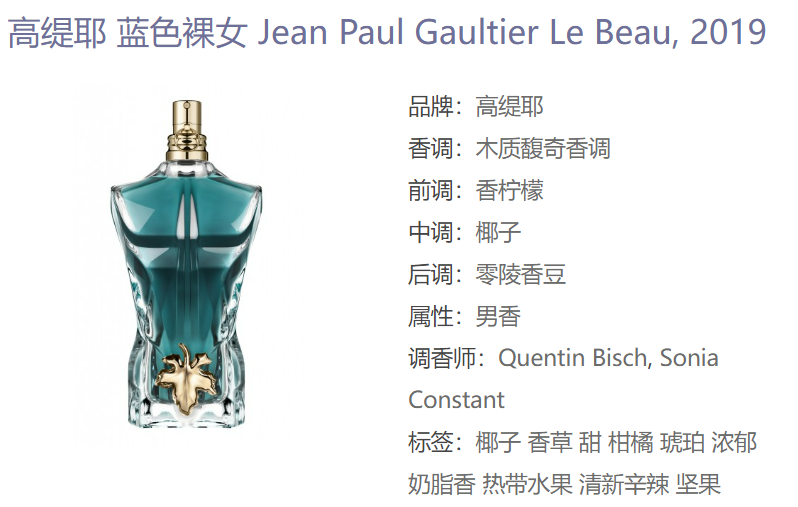 高缇耶 蓝色裸女 Jean Paul Gaultier Le Beau, 2019
品牌：高缇耶
香调：木质馥奇香调
前调：香柠檬
中调：椰子
后调：零陵香豆
属性：男香
调香师：Quentin Bisch, Sonia
Constant
标签：椰子 香草 甜 柑橘 琥珀 浓郁
奶脂香 热带水果 清新辛辣 坚果